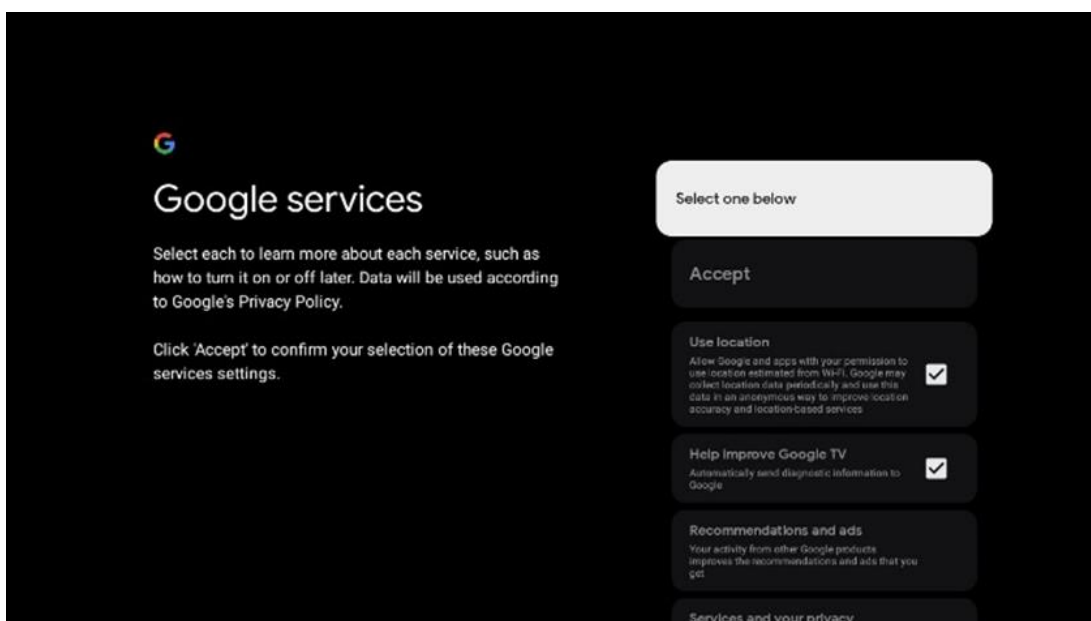 Google services
Select each to learn more about each service, such as
how to turn it on or off later. Data will be used according
to Google's Privacy Policy.
Click 'Accept' to confirm your selection of these Google
services settings.
Select one below
Accept
Use location
Allow Google and apps with your permission to
use location estimated from Wi-Fi. Google may
collect location data periodically and use this
data in an anonymous way to improve location
accuracy and location-based services
Help improve Google TV
Automatically send diagnostic information to
Google
Recommendations and ads
Your activity from other Google products
improves the recommendations and ads that you
get
Services and your privacy